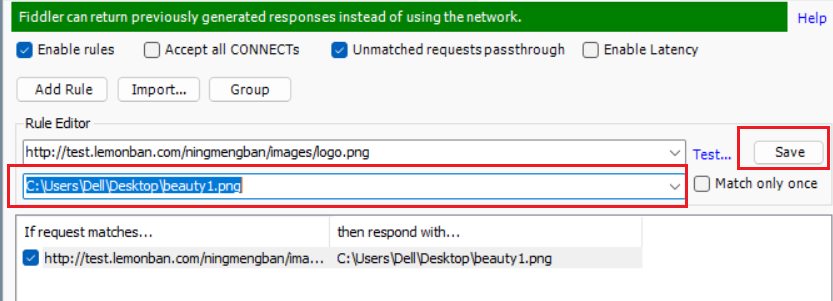 Fiddler can return previously generated responses instead of using the network.
Help
Enable rules Accept all CONNECTs Unmatched requests passthrough Enable Latency
Add Rule Import... Group
Rule Editor
http://test.lemonban.com/ningmengban/images/logo.png Test... Save
C:\Users\Dell\Desktop\beauty1.png Match only once
If request matches... then respond with...
http://test.lemonban.com/ningmengban/ima... C:\Users\Dell\Desktop\beauty1.png